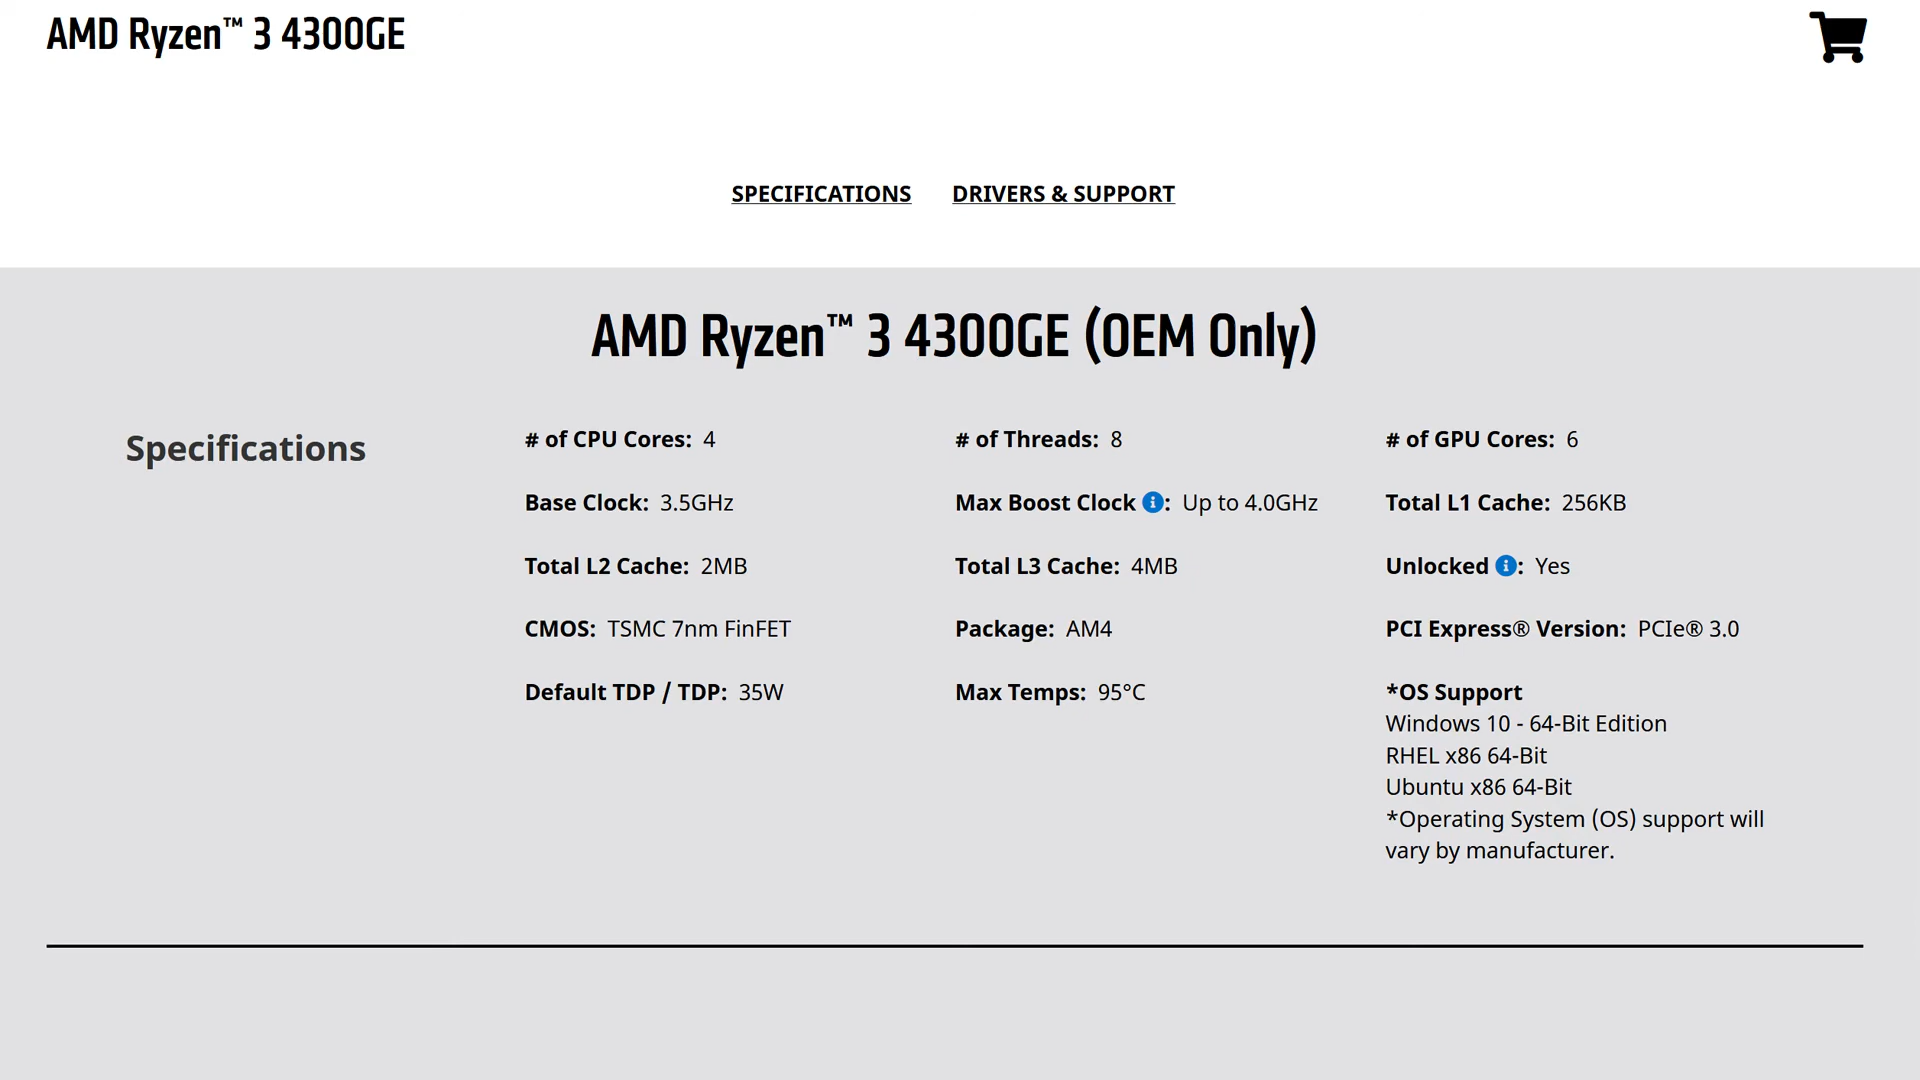 AMD Ryzen™ 3 4300GE
SPECIFICATIONS DRIVERS & SUPPORT
AMD Ryzen™ 3 4300GE (OEM Only)
Specifications
# of CPU Cores: 4
# of Threads: 8
# of GPU Cores: 6
Base Clock: 3.5GHz
Max Boost Clock : Up to 4.0GHz
Total L1 Cache: 256KB
Total L2 Cache: 2MB
Total L3 Cache: 4MB
Unlocked : Yes
CMOS: TSMC 7nm FinFET
Package: AM4
PCI Express® Version: PCIe® 3.0
Default TDP / TDP: 35W
Max Temps: 95°C
*OS Support
Windows 10 - 64-Bit Edition
RHEL x86 64-Bit
Ubuntu x86 64-Bit
*Operating System (OS) support will
vary by manufacturer.